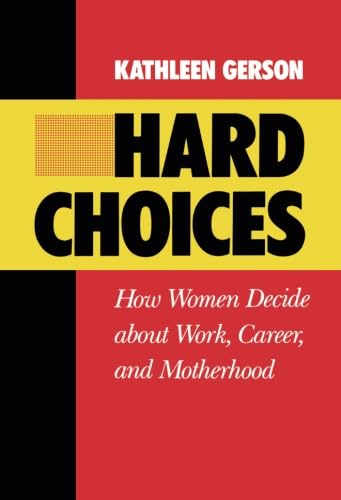 KATHLEEN GERSON
HARD
CHOICES
How Women Decide
about Work, Career,
and Motherhood